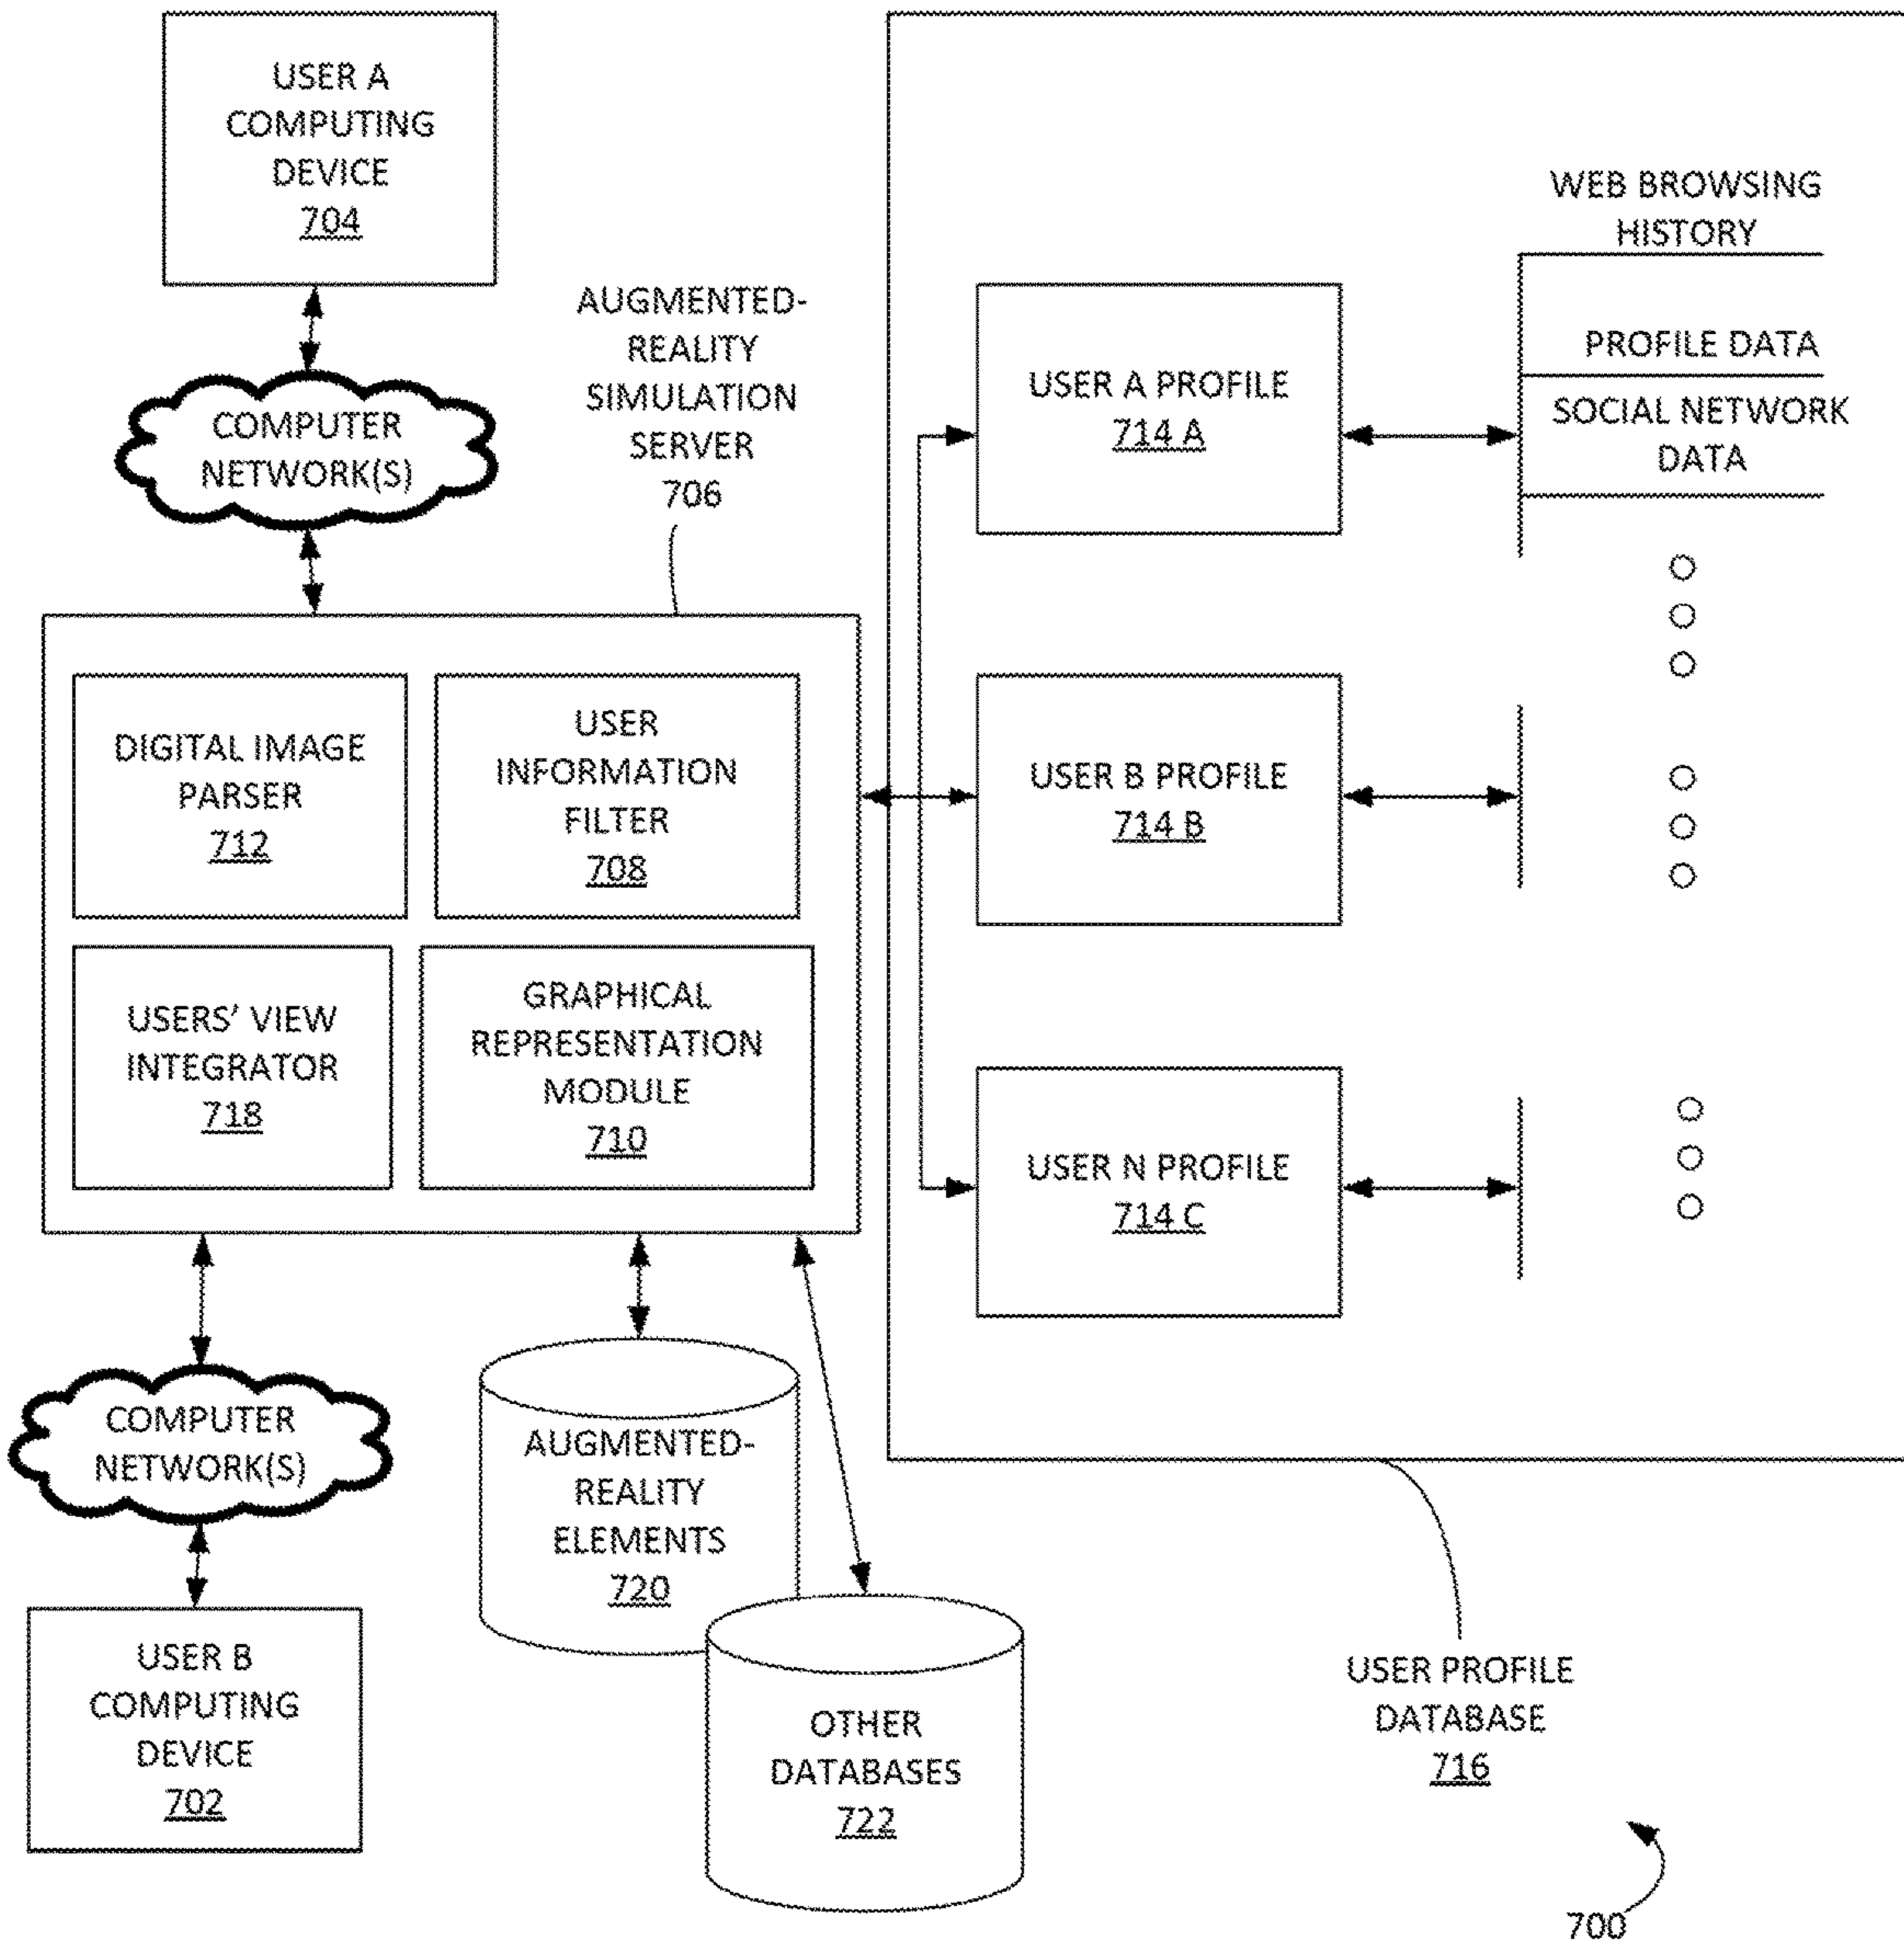 USER A
COMPUTING
DEVICE
704
COMPUTER
NETWORK(S)
AUGMENTED-
REALITY
SIMULATION
SERVER
706
DIGITAL IMAGE
PARSER
712
USER
INFORMATION
FILTER
708
USERS' VIEW
INTEGRATOR
718
GRAPHICAL
REPRESENTATION
MODULE
710
COMPUTER
NETWORK(S)
USER B
COMPUTING
DEVICE
702
AUGMENTED-
REALITY
ELEMENTS
720
OTHER
DATABASES
722
USER A PROFILE
714 A
USER B PROFILE
714 B
USER N PROFILE
714 C
WEB BROWSING
HISTORY
PROFILE DATA
SOCIAL NETWORK
DATA
USER PROFILE
DATABASE
716
700